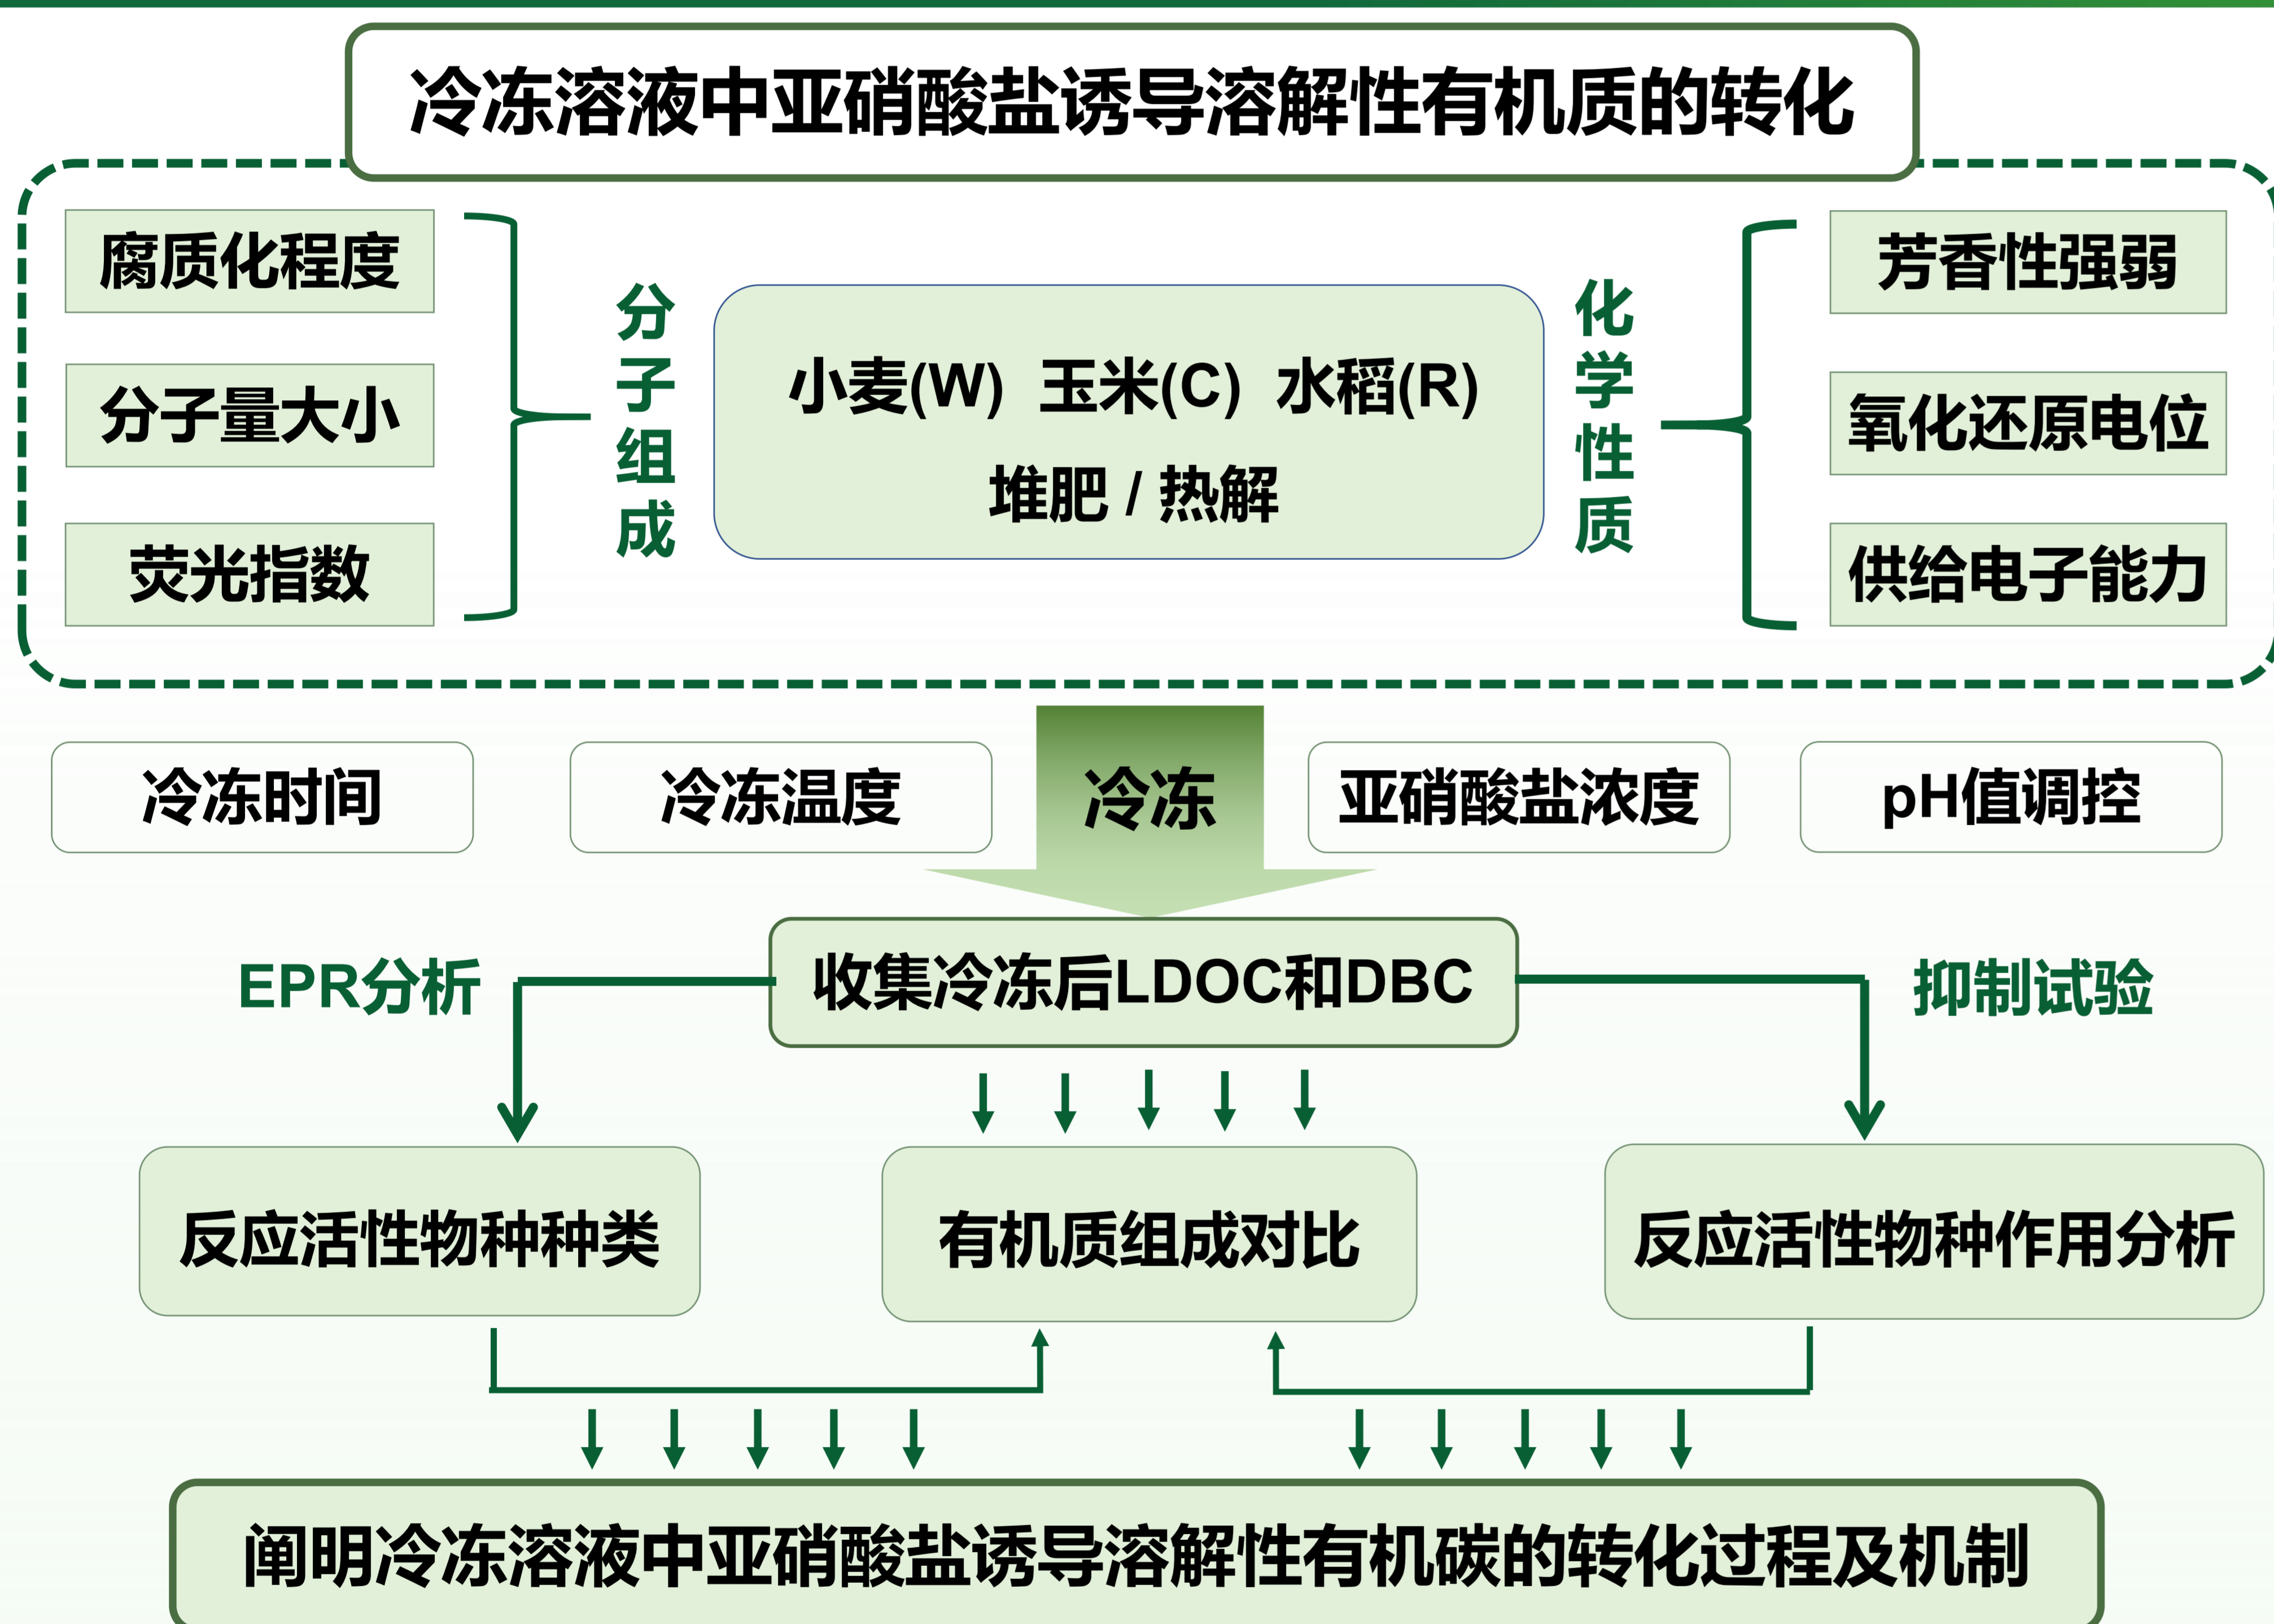 冷冻溶液中亚硝酸盐诱导溶解性有机质的转化
腐质化程度
分子量大小
荧光指数
分子组成
小麦(W) 玉米(C) 水稻(R)
堆肥 / 热解
化学性质
芳香性强弱
氧化还原电位
供给电子能力
冷冻时间
冷冻温度
冷冻
亚硝酸盐浓度
pH值调控
EPR分析
收集冷冻后LDOC和DBC
抑制试验
反应活性物种种类
有机质组成对比
反应活性物种作用分析
阐明冷冻溶液中亚硝酸盐诱导溶解性有机碳的转化过程及机制